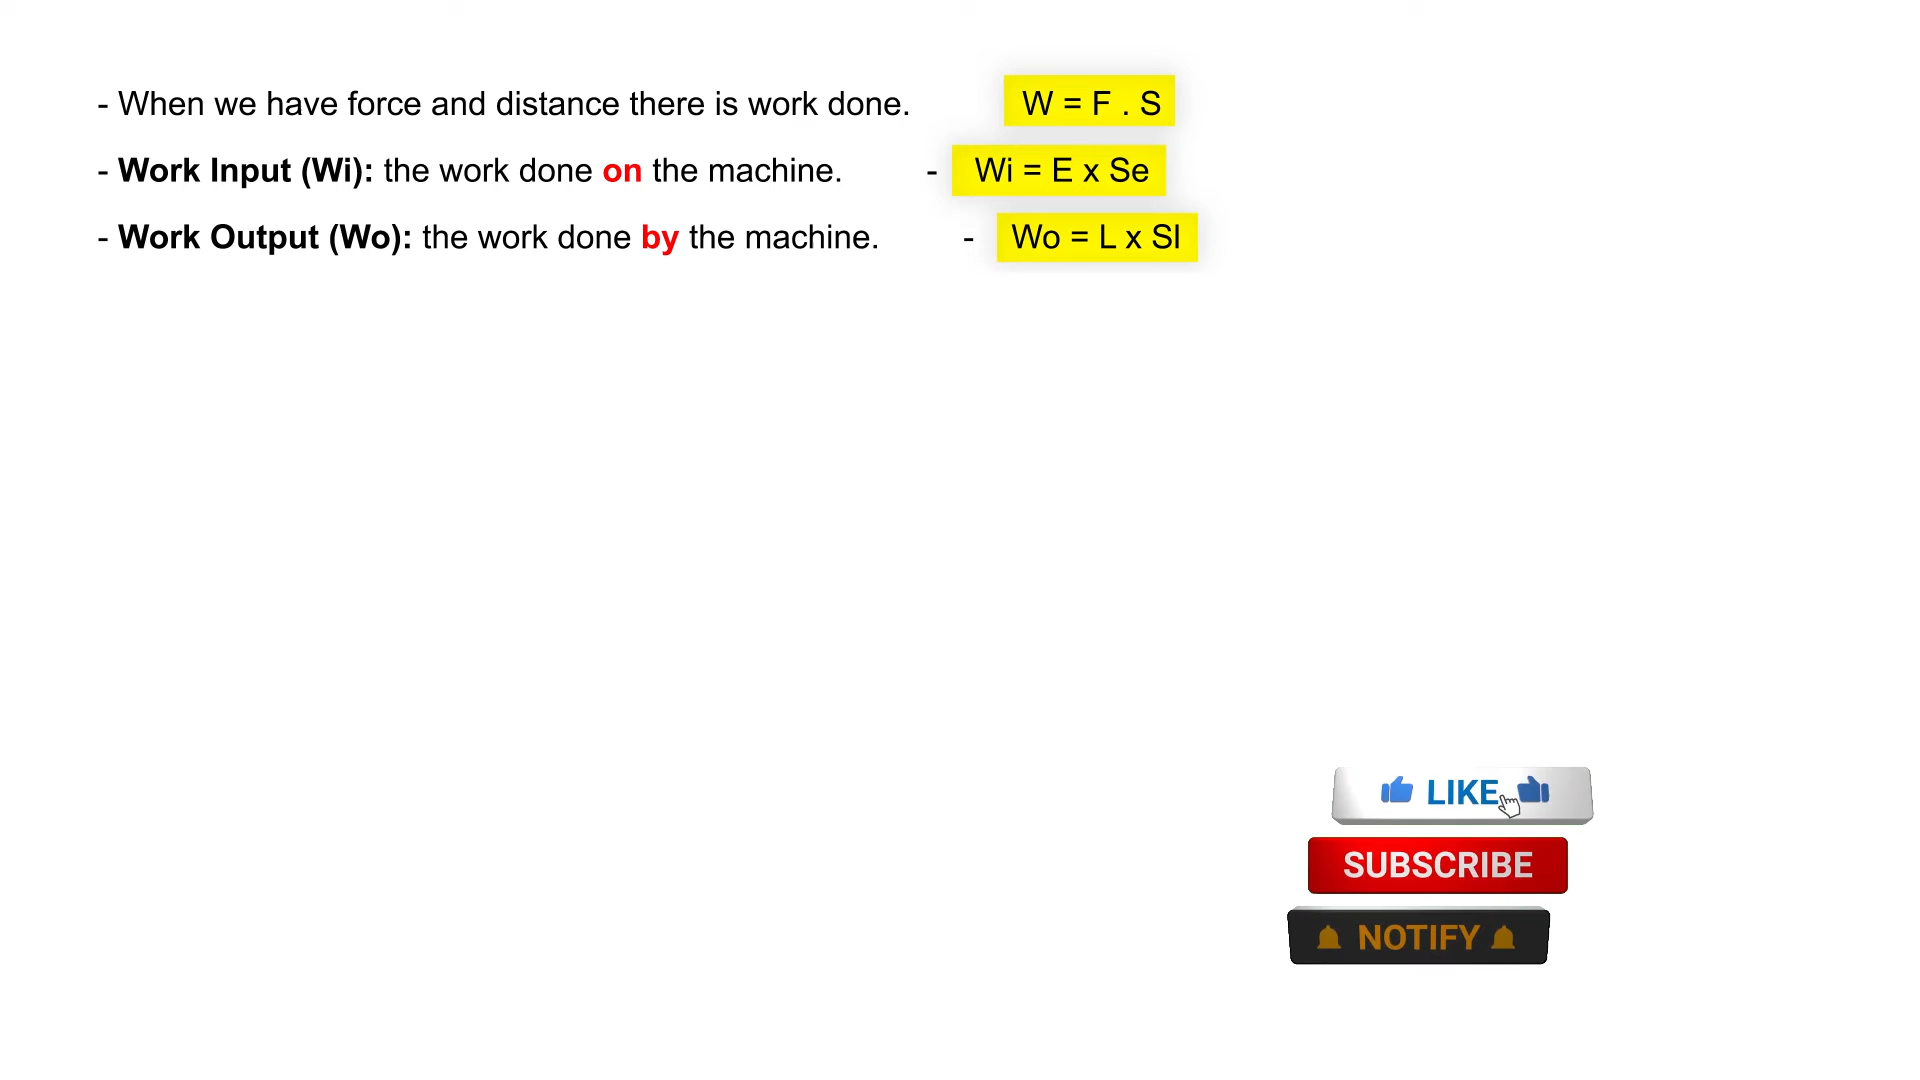 - When we have force and distance there is work done. W = F . S
- Work Input (Wi): the work done on the machine. - Wi = E x Se
- Work Output (Wo): the work done by the machine. - Wo = L x Sl
LIKE
SUBSCRIBE
NOTIFY